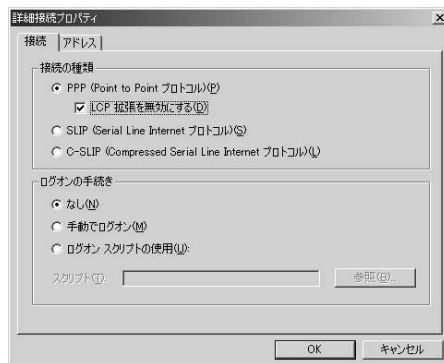 詳細接続プロパティ
接続 アドレス
接続の種類
PPP (Point to Point プロトコル)(P)
LCP 拡張を無効にする(D)
SLIP (Serial Line Internet プロトコル)(S)
C-SLIP (Compressed Serial Line Internet プロトコル)(L)
ログオンの手続き
なし(N)
手動でログオン(M)
ログオン スクリプトの使用(U):
スクリプト(T): 参照(B)...
OK キャンセル